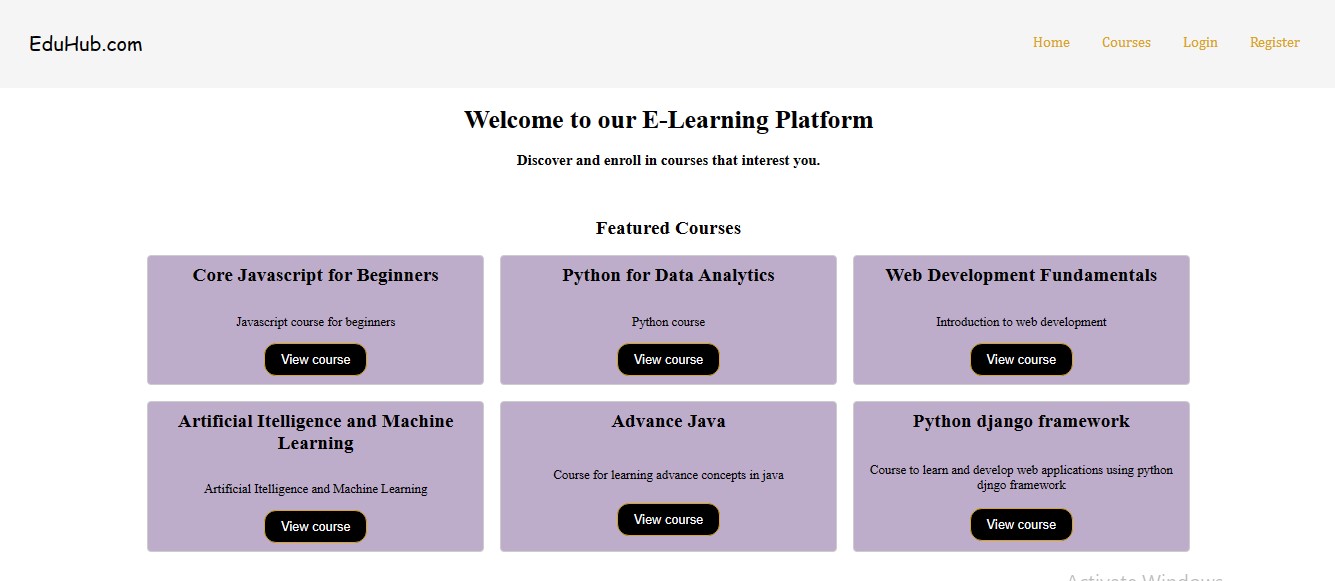 EduHub.com
Home Courses Login Register
Welcome to our E-Learning Platform
Discover and enroll in courses that interest you.
Featured Courses
Core Javascript for Beginners
Javascript course for beginners
View course
Python for Data Analytics
Python course
View course
Web Development Fundamentals
Introduction to web development
View course
Artificial Itelligence and Machine
Learning
Artificial Itelligence and Machine Learning
View course
Advance Java
Course for learning advance concepts in java
View course
Python django framework
Course to learn and develop web applications using python
djngo framework
View course
Activate Windows